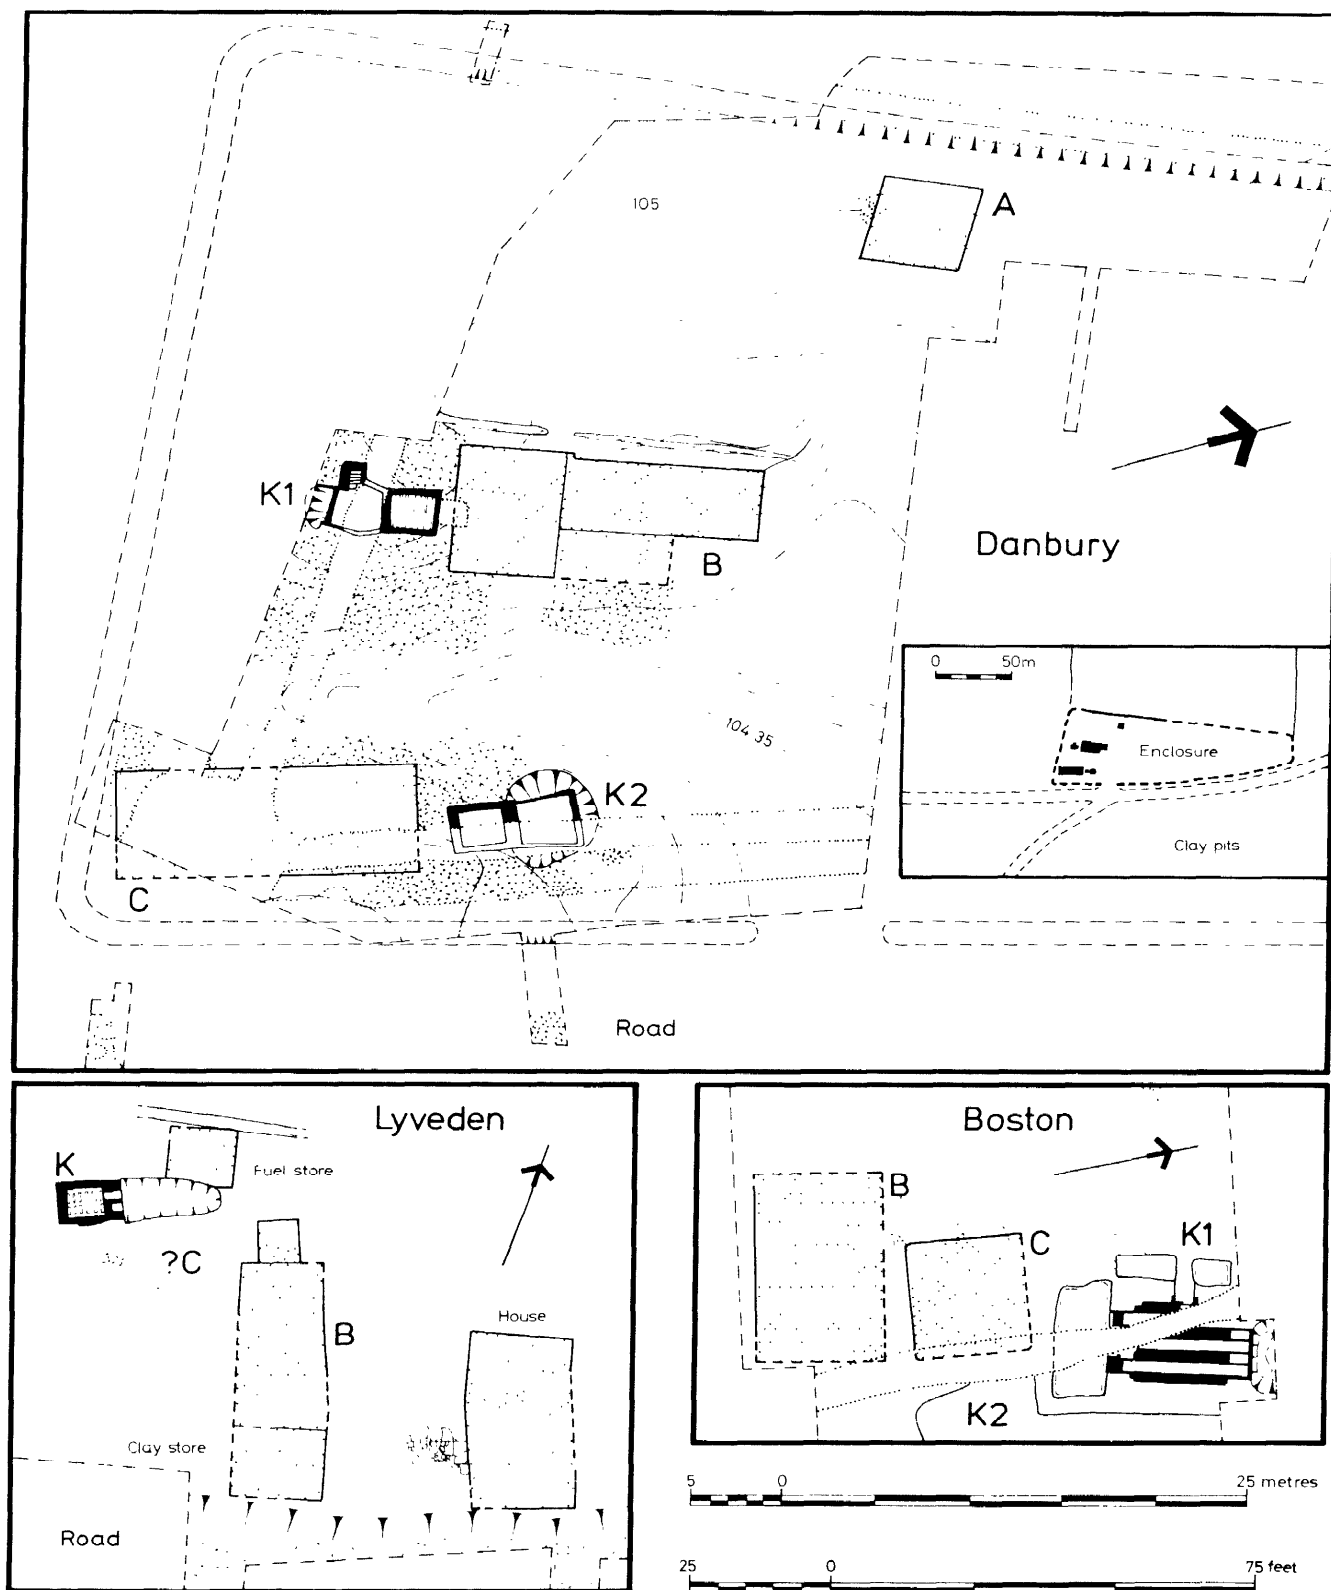 105
A
K1
B
Danbury
0 50m
Enclosure
Clay pits
104 35
K2
C
Road
Lyveden
K
Fuel store
?C
B
House
Clay store
Road
Boston
B
C
K1
K2
5 0 25 metres
25 0 75 feet